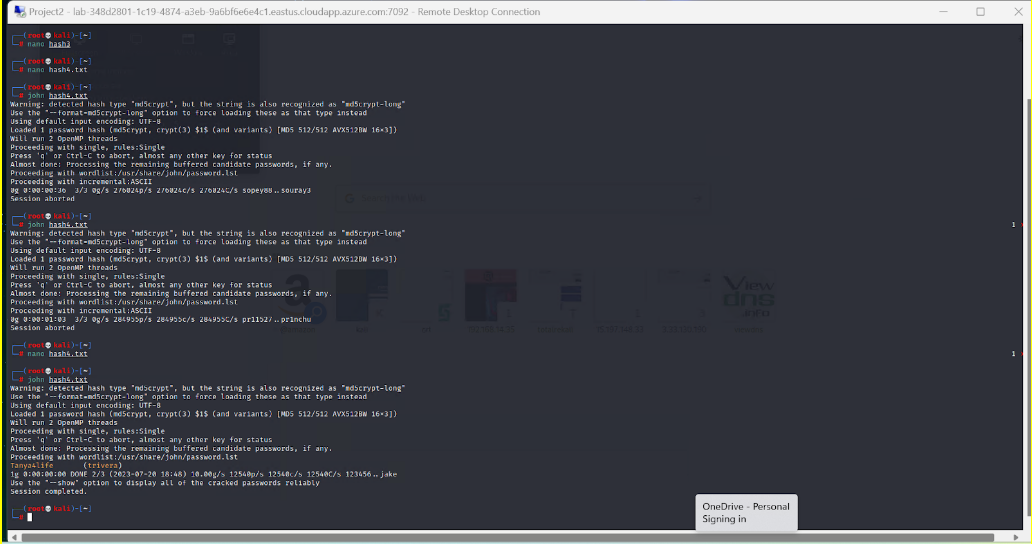 Project2 - lab-348d2801-1c19-4874-a3eb-9a6bf6e6e4c1.eastus.cloudapp.azure.com:7092 - Remote Desktop Connection
┌──(root💀kali)-[~]
└─# nano hash3
┌──(root💀kali)-[~]
└─# nano hash4.txt
┌──(root💀kali)-[~]
└─# john hash4.txt
Warning: detected hash type "md5crypt", but the string is also recognized as "md5crypt-long"
Use the "--format=md5crypt-long" option to force loading these as that type instead
Using default input encoding: UTF-8
Loaded 1 password hash (md5crypt, crypt(3) $1$ (and variants) [MD5 512/512 AVX512BW 16×3])
Will run 2 OpenMP threads
Proceeding with single, rules:Single
Press 'q' or Ctrl-C to abort, almost any other key for status
Almost done: Processing the remaining buffered candidate passwords, if any.
Proceeding with wordlist:/usr/share/john/password.lst
Proceeding with incremental:ASCII
0g 0:00:00:36 3/3 0g/s 276024p/s 276024c/s 276024C/s sopey88..souray3
Session aborted
┌──(root💀kali)-[~]
└─# john hash4.txt
1
Warning: detected hash type "md5crypt", but the string is also recognized as "md5crypt-long"
Use the "--format=md5crypt-long" option to force loading these as that type instead
Using default input encoding: UTF-8
Loaded 1 password hash (md5crypt, crypt(3) $1$ (and variants) [MD5 512/512 AVX512BW 16×3])
Will run 2 OpenMP threads
Proceeding with single, rules:Single
Press 'q' or Ctrl-C to abort, almost any other key for status
Almost done: Processing the remaining buffered candidate passwords, if any.
Proceeding with wordlist:/usr/share/john/password.lst
Proceeding with incremental:ASCII
0g 0:00:01:03 3/3 0g/s 284955p/s 284955c/s 284955C/s pr11527..pr1nchu
Session aborted
┌──(root💀kali)-[~]
└─# nano hash4.txt
1
┌──(root💀kali)-[~]
└─# john hash4.txt
Warning: detected hash type "md5crypt", but the string is also recognized as "md5crypt-long"
Use the "--format=md5crypt-long" option to force loading these as that type instead
Using default input encoding: UTF-8
Loaded 1 password hash (md5crypt, crypt(3) $1$ (and variants) [MD5 512/512 AVX512BW 16×3])
Will run 2 OpenMP threads
Proceeding with single, rules:Single
Press 'q' or Ctrl-C to abort, almost any other key for status
Almost done: Processing the remaining buffered candidate passwords, if any.
Proceeding with wordlist:/usr/share/john/password.lst
Tanya4life (trivera)
1g 0:00:00:00 DONE 2/3 (2023-07-20 18:48) 10.00g/s 12540p/s 12540c/s 12540C/s 123456..jake
Use the "--show" option to display all of the cracked passwords reliably
Session completed.
┌──(root💀kali)-[~]
└─#
View
dns
OneDrive - Personal
Signing in